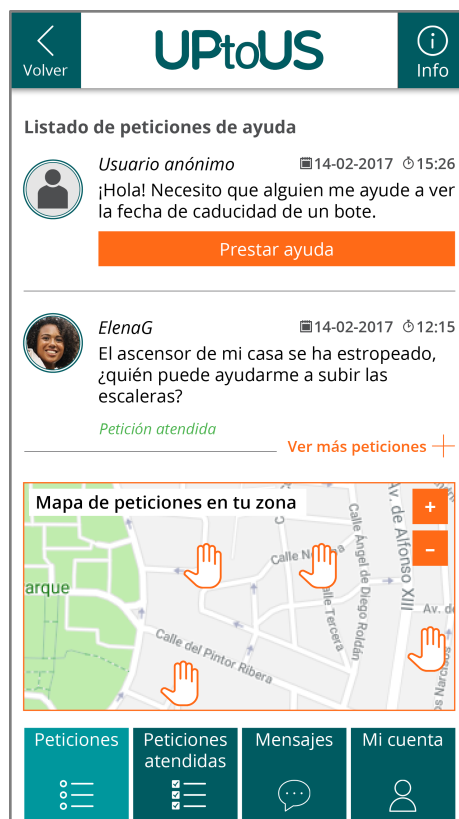 Volver
UPtoUS
Info
Listado de peticiones de ayuda
Usuario anónimo 14-02-2017 15:26
¡Hola! Necesito que alguien me ayude a ver
la fecha de caducidad de un bote.
Prestar ayuda
ElenaG 14-02-2017 12:15
El ascensor de mi casa se ha estropeado,
¿quién puede ayudarme a subir las
escaleras?
Petición atendida
Ver más peticiones
Mapa de peticiones en tu zona
+
-
Av. de Alfonso XIII
Calle
Calle Ángel de Diego Roldán
arque
Calle del Pintor Ribera
alle Tercera
Av. de
os Narcisos
Peticiones
Peticiones
atendidas
Mensajes
Mi cuenta